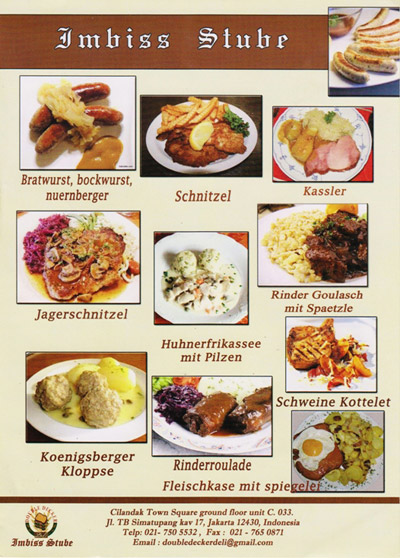 Imbiss Stube
Bratwurst, bockwurst,
nuernberger
Schnitzel
Kassler
Jagerschnitzel
Huhnerfrikassee
mit Pilzen
Rinder Goulasch
mit Spaetzle
Schweine Kottelet
Koenigsberger
Kloppse
Rinderroulade
Fleischkase mit spiegelei
Imbiss Stube
Cilandak Town Square ground floor unit C. 033.
Jl. TB Simatupang kav 17, Jakarta 12430, Indonesia
Telp: 021- 750 5532, Fax : 021 - 765 0871
Email : doubledeckerdeli@gmail.com